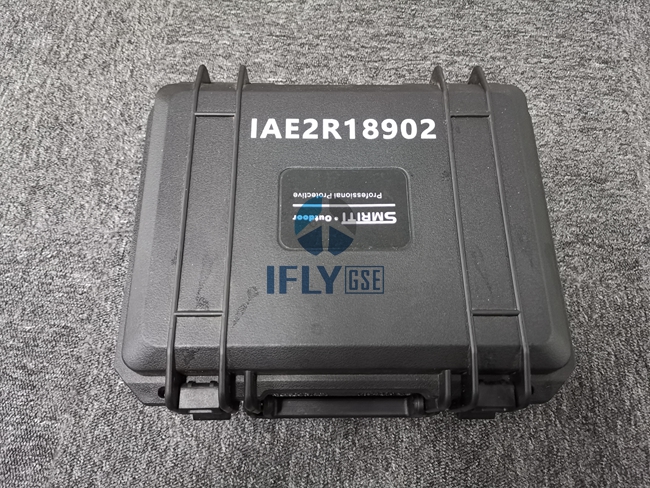 IAE2R18902
SMRITI * Outdoor
Professional Protective
IFLY GSE